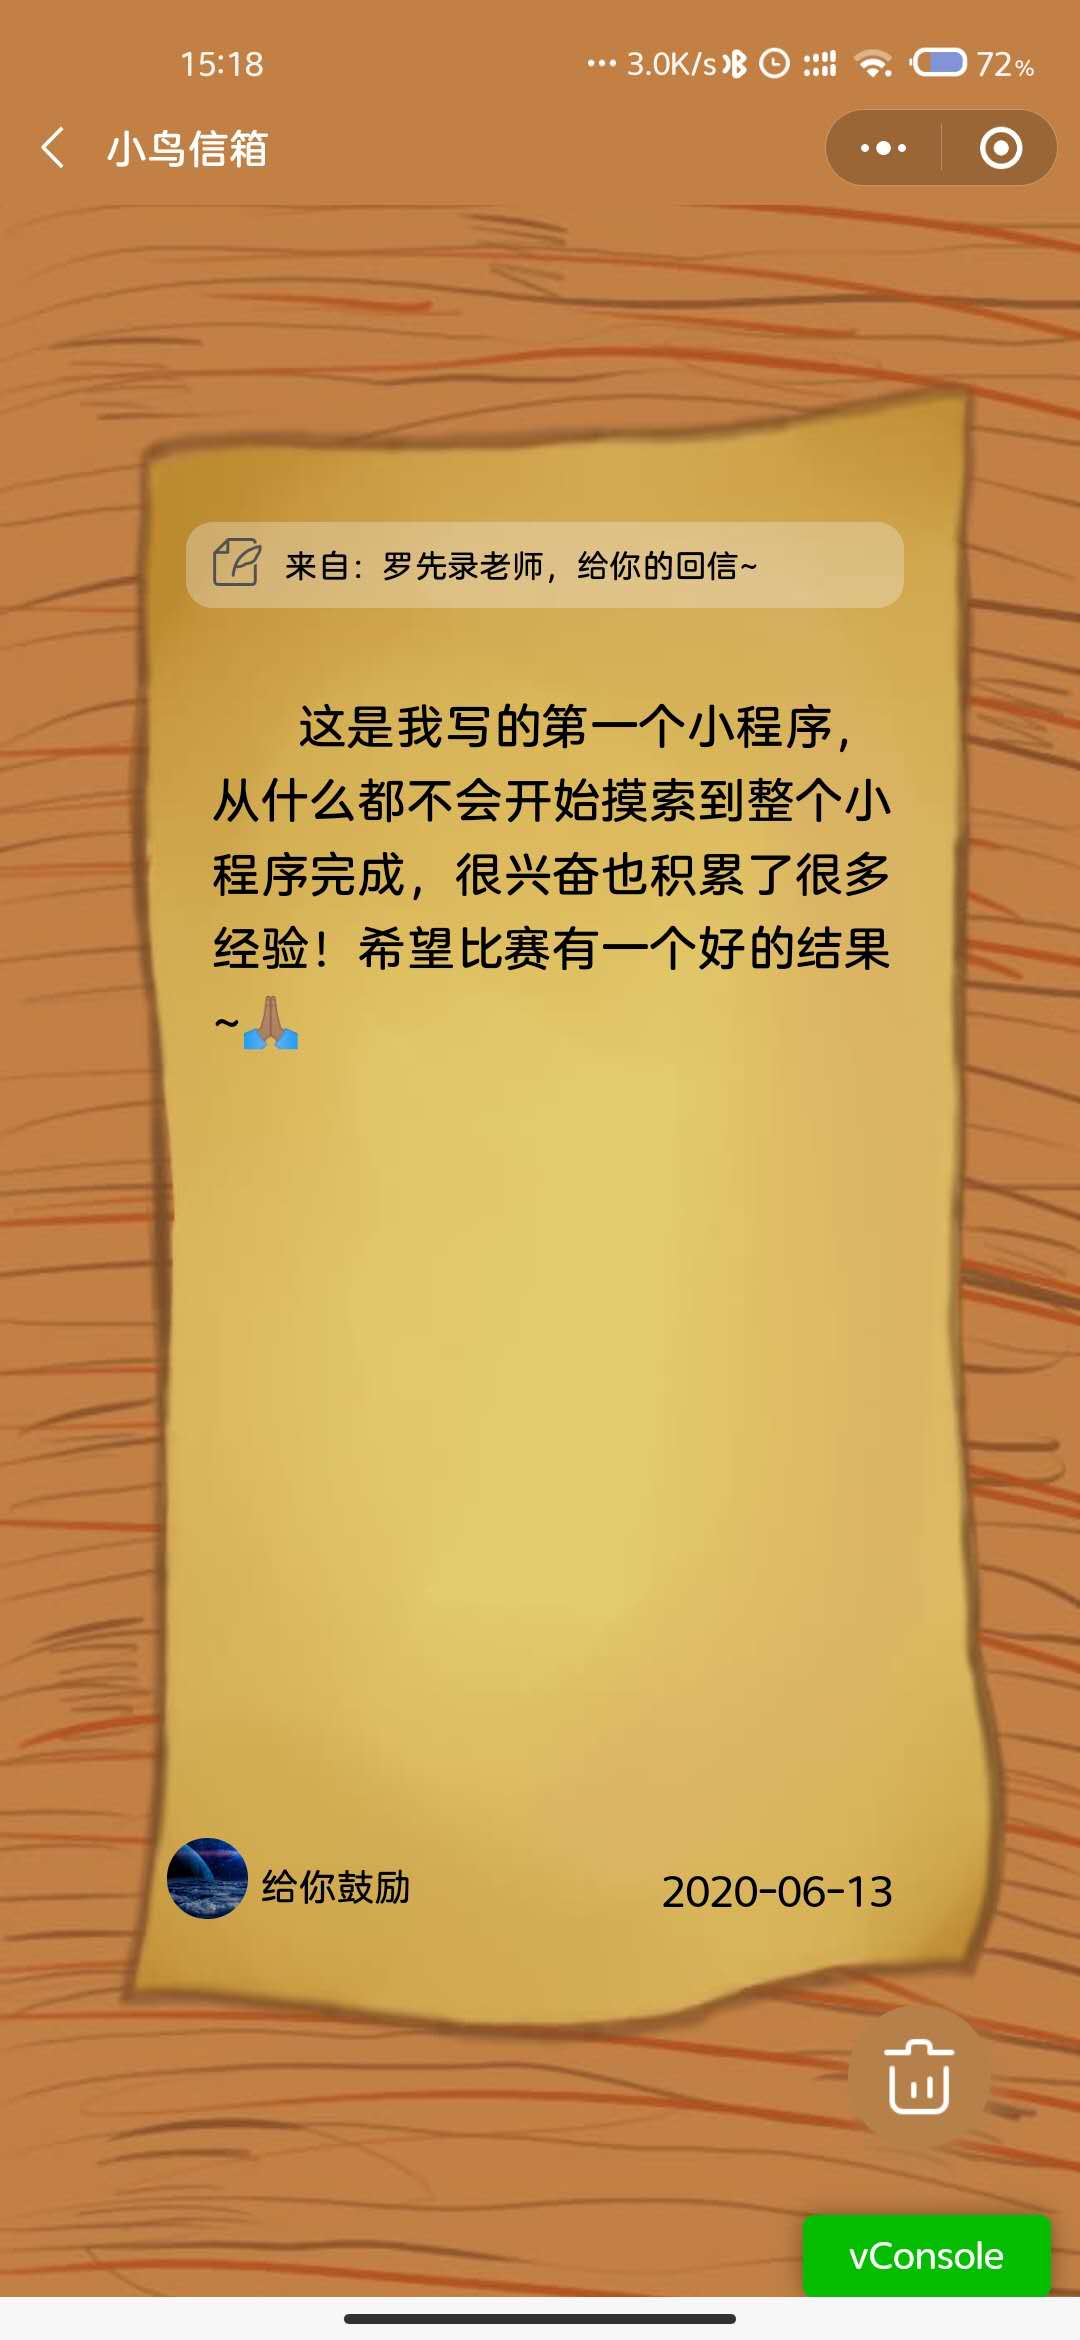 15:18
3.0K/s
72%
小鸟信箱
来自：罗先录老师，给你的回信~
这是我写的第一个小程序，
从什么都不会开始摸索到整个小
程序完成，很兴奋也积累了很多
经验！希望比赛有一个好的结果
~🙏🏽
给你鼓励
2020-06-13
vConsole